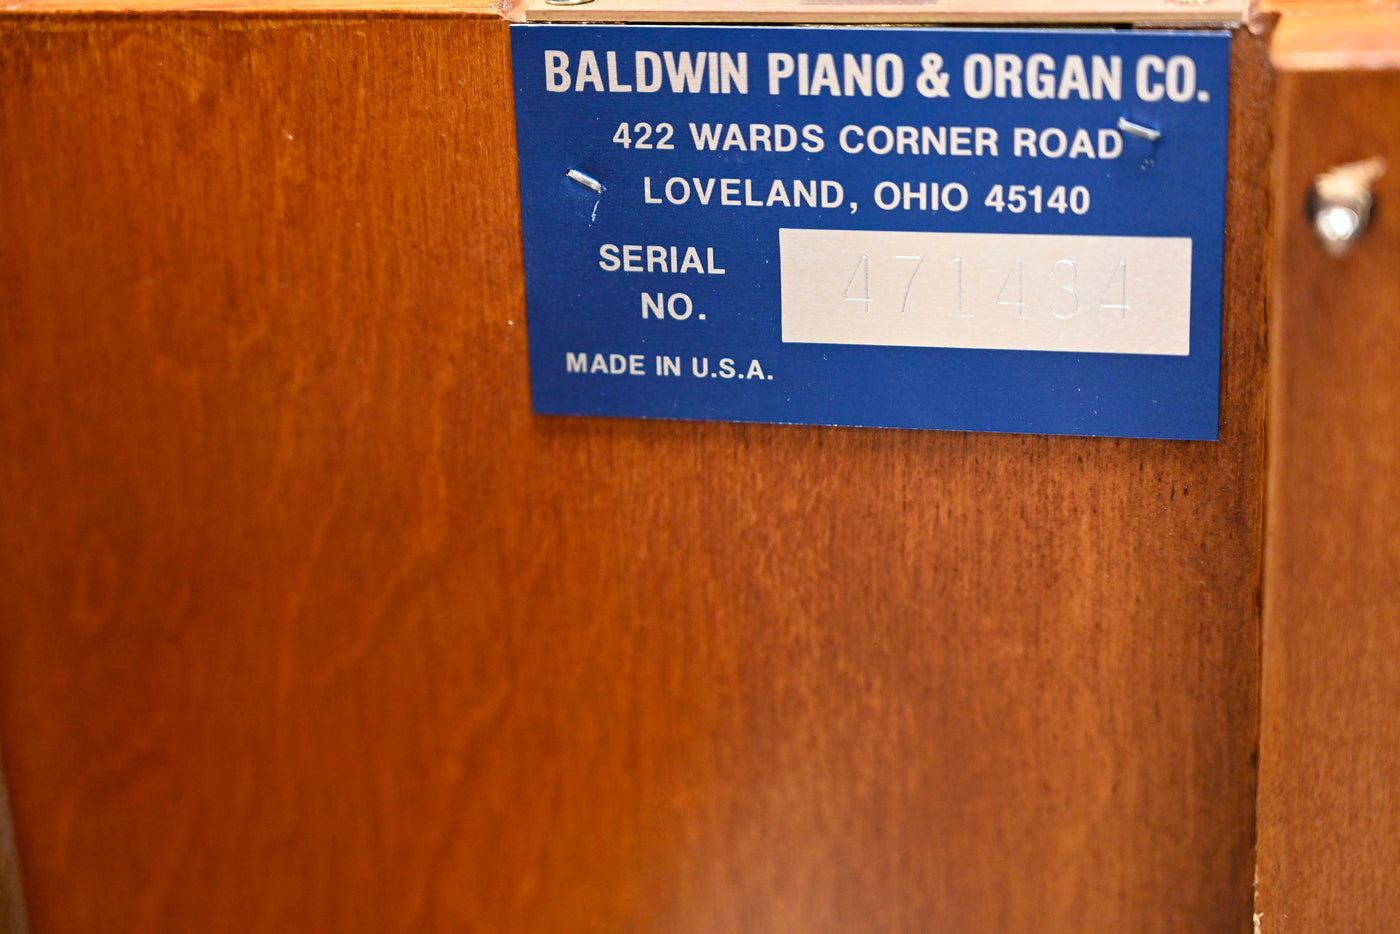 BALDWIN PIANO & ORGAN CO.
422 WARDS CORNER ROAD
LOVELAND, OHIO 45140
SERIAL NO. 471434
MADE IN U.S.A.